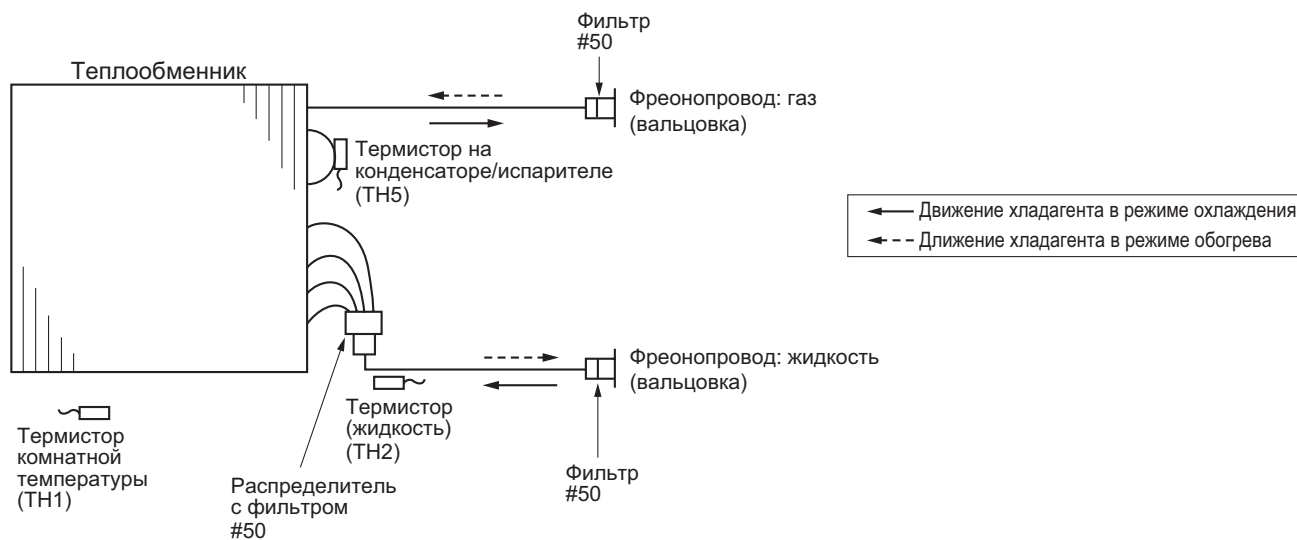 Фильтр
#50
Теплообменник
Фреонопровод: газ
(вальцовка)
Термистор на
конденсаторе/испарителе
(TH5)
Движение хладагента в режиме охлаждения
Длижение хладагента в режиме обогрева
Фреонопровод: жидкость
(вальцовка)
Термистор
(жидкость)
(TH2)
Термистор
комнатной
температуры
(TH1)
Фильтр
#50
Распределитель
с фильтром
#50